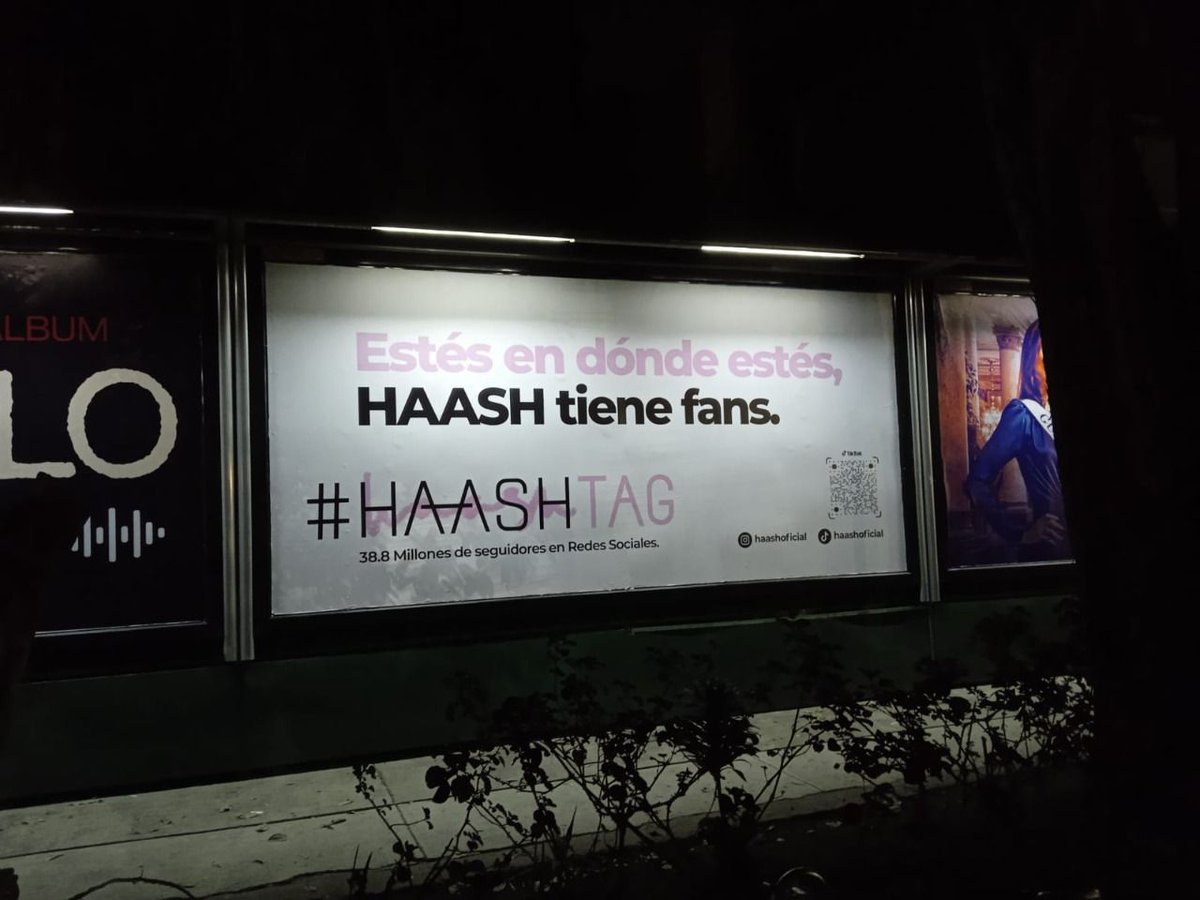 ALBUM
LO
Estés en dónde estés,
HAASH tiene fans.
#HAASHTAG
38.8 Millones de seguidores en Redes Sociales.
TikTok
haashoficial haashoficial